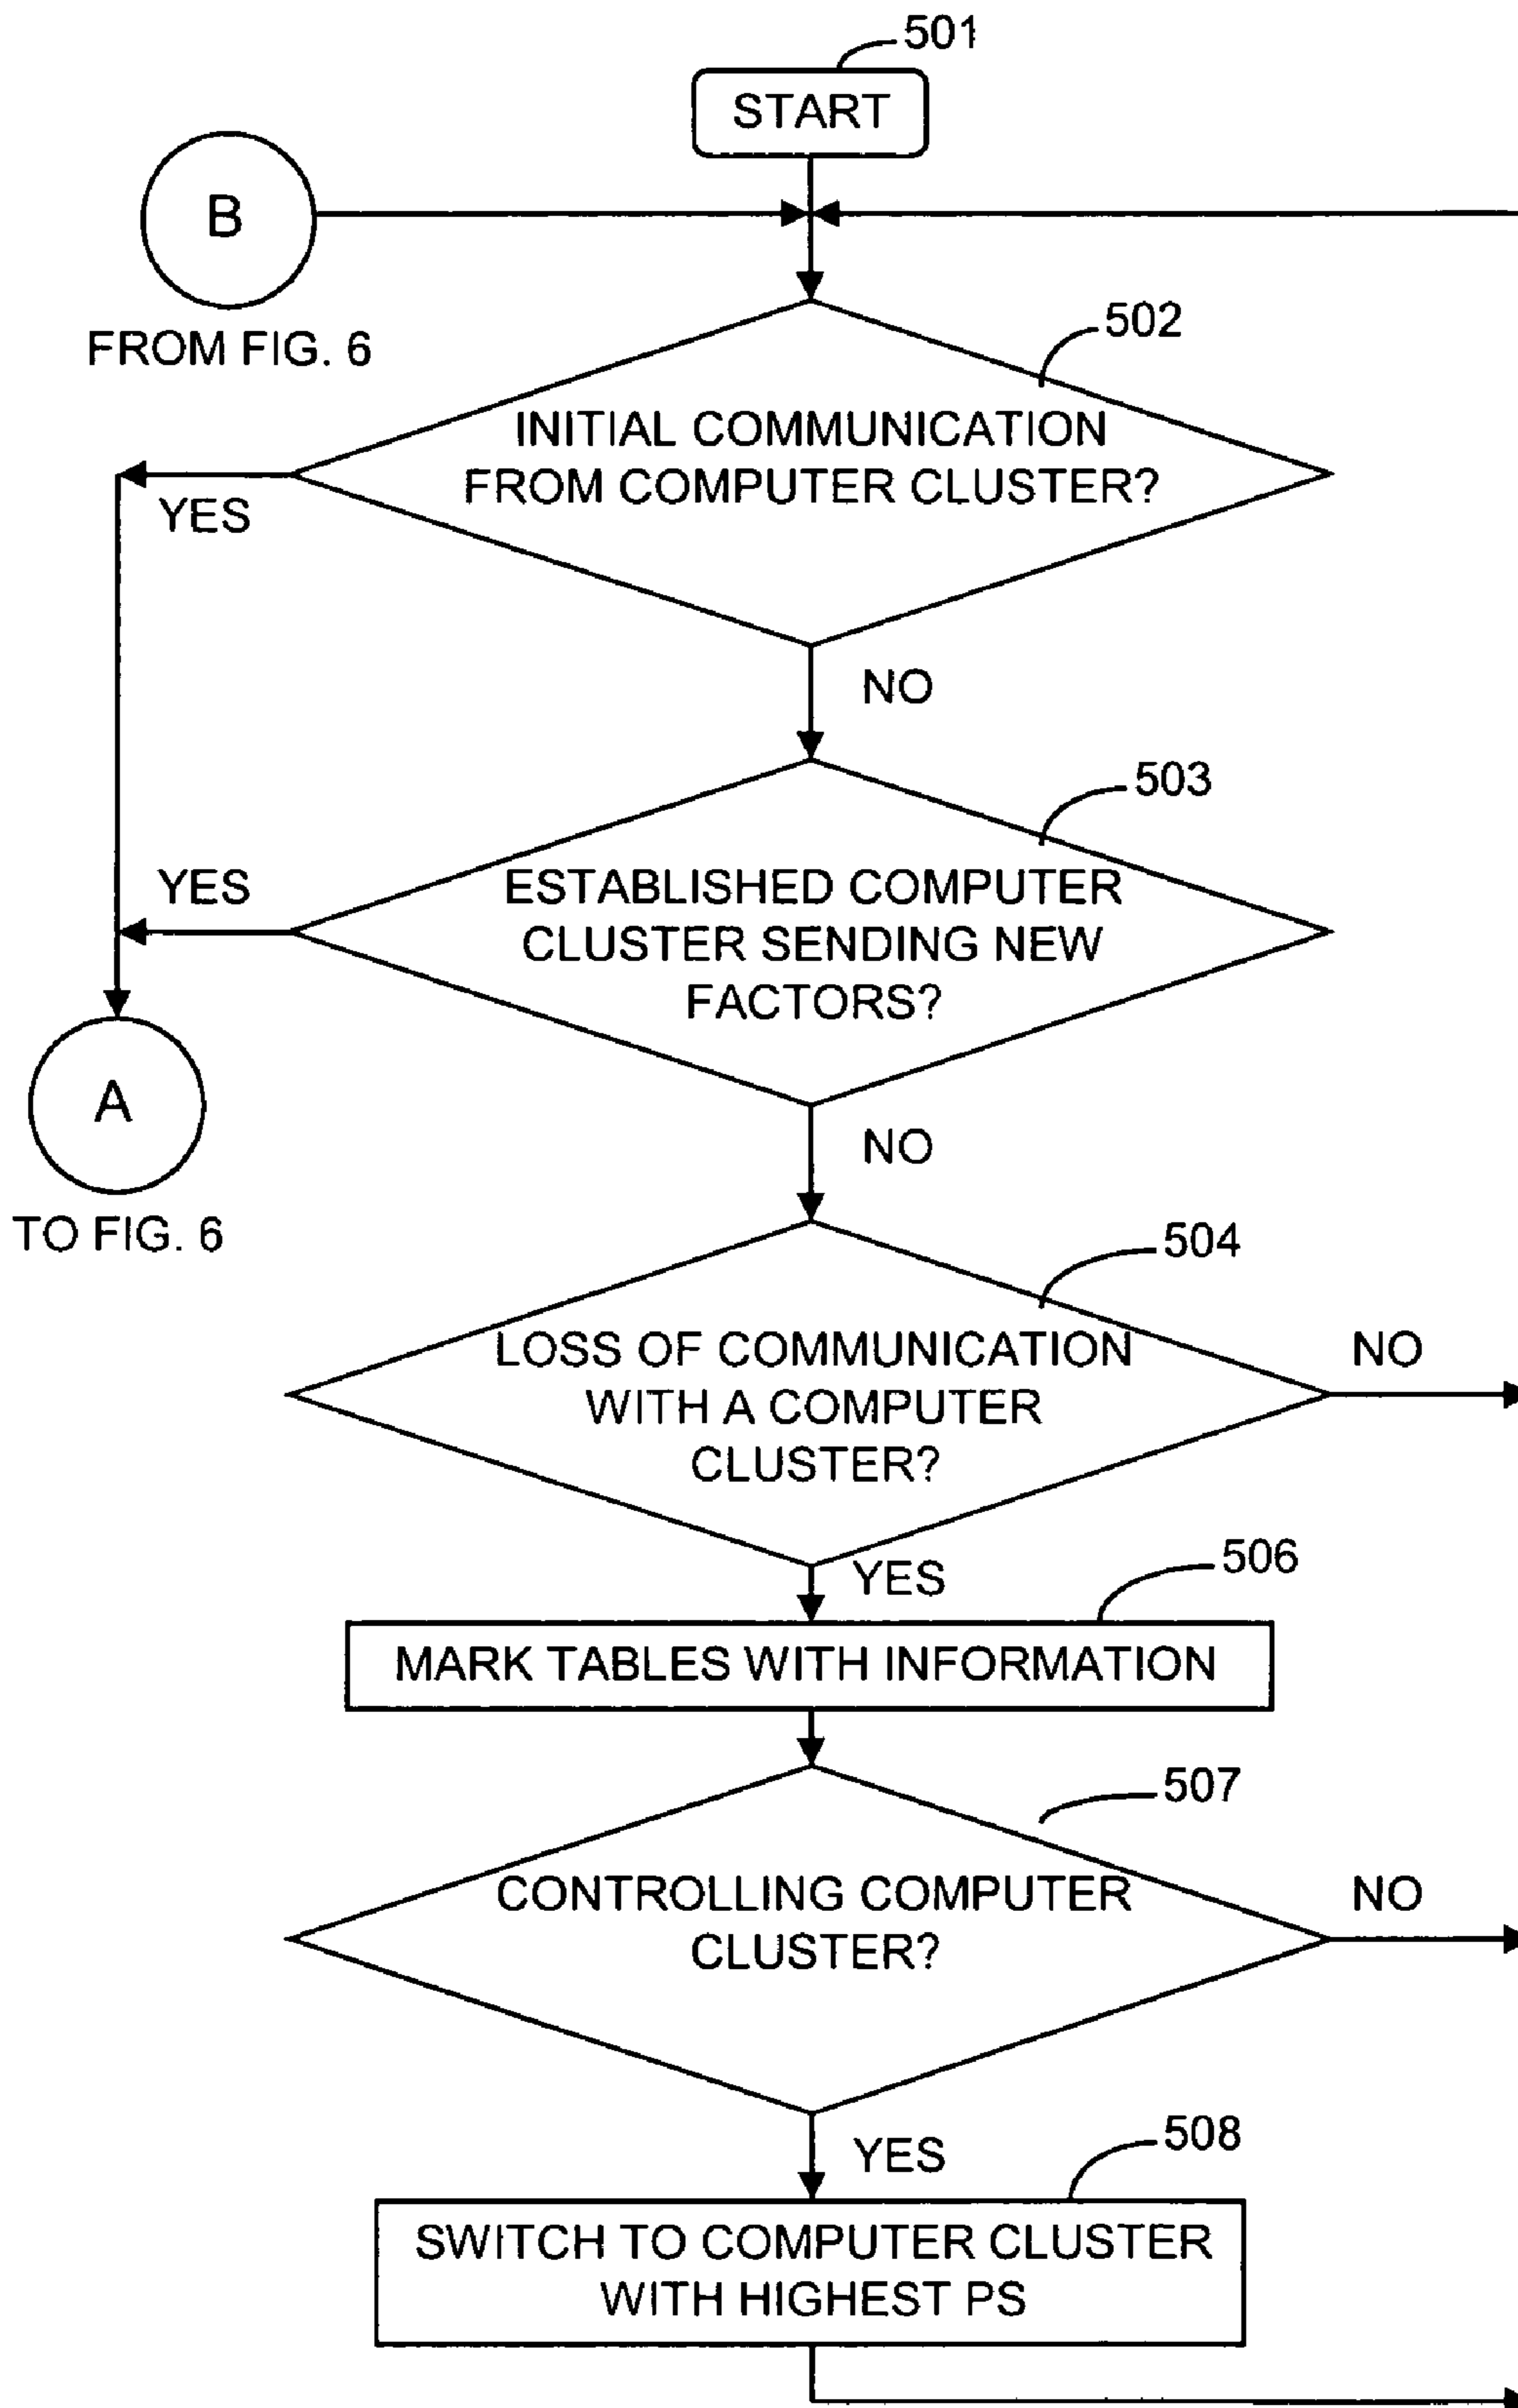 501
START
B
FROM FIG. 6
502
INITIAL COMMUNICATION
FROM COMPUTER CLUSTER?
YES
NO
503
YES
ESTABLISHED COMPUTER
CLUSTER SENDING NEW
FACTORS?
A
NO
TO FIG. 6
504
LOSS OF COMMUNICATION
WITH A COMPUTER
CLUSTER?
NO
YES
506
MARK TABLES WITH INFORMATION
507
CONTROLLING COMPUTER
CLUSTER?
NO
YES
508
SWITCH TO COMPUTER CLUSTER
WITH HIGHEST PS